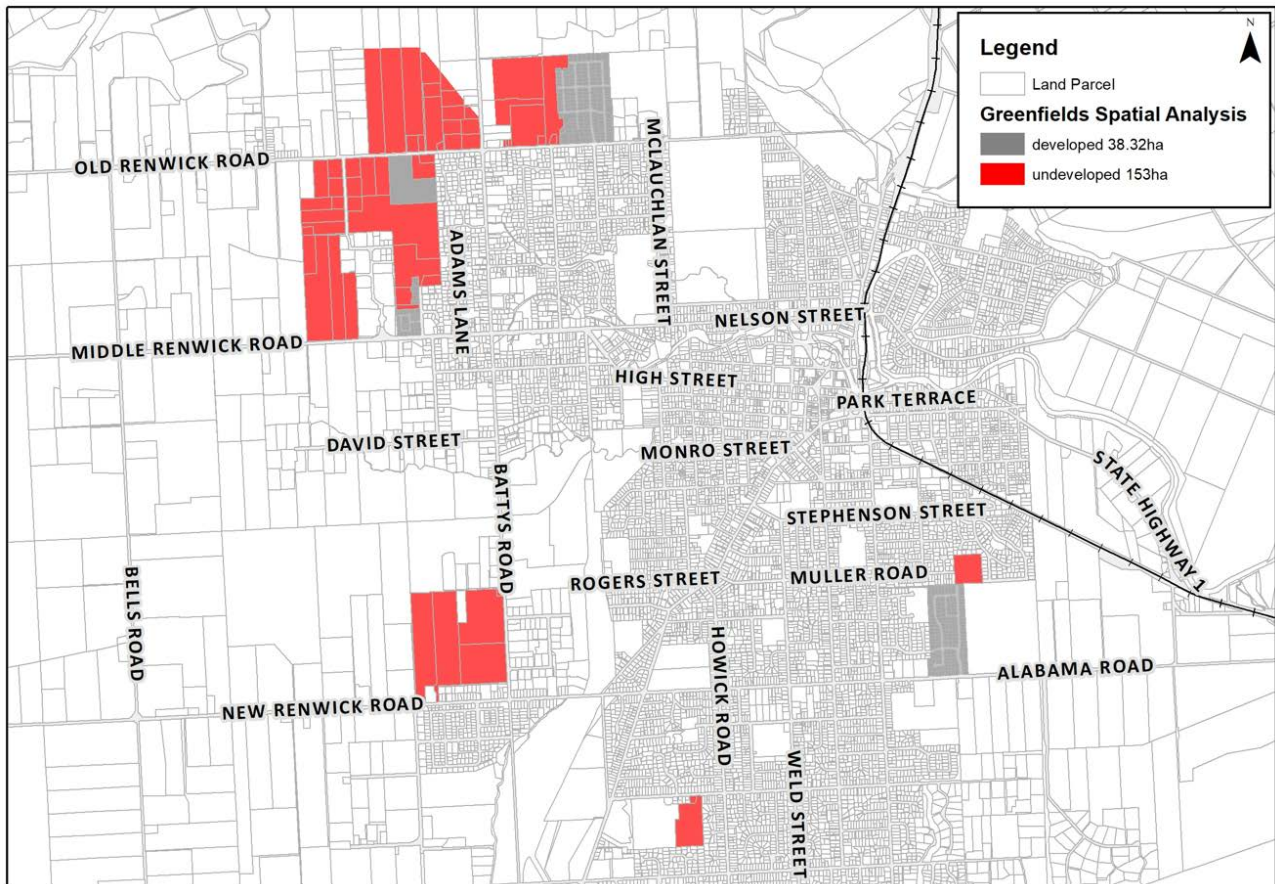 N
Legend
Land Parcel
Greenfields Spatial Analysis
developed 38.32ha
undeveloped 153ha
OLD RENWICK ROAD
MCLAUCHLAN STREET
ADAMS LANE
NELSON STREET
MIDDLE RENWICK ROAD
HIGH STREET
PARK TERRACE
DAVID STREET
MONRO STREET
STATE HIGHWAY 1
BATTYS ROAD
STEPHENSON STREET
BELLS ROAD
ROGERS STREET
MULLER ROAD
HOWICK ROAD
ALABAMA ROAD
NEW RENWICK ROAD
WELD STREET